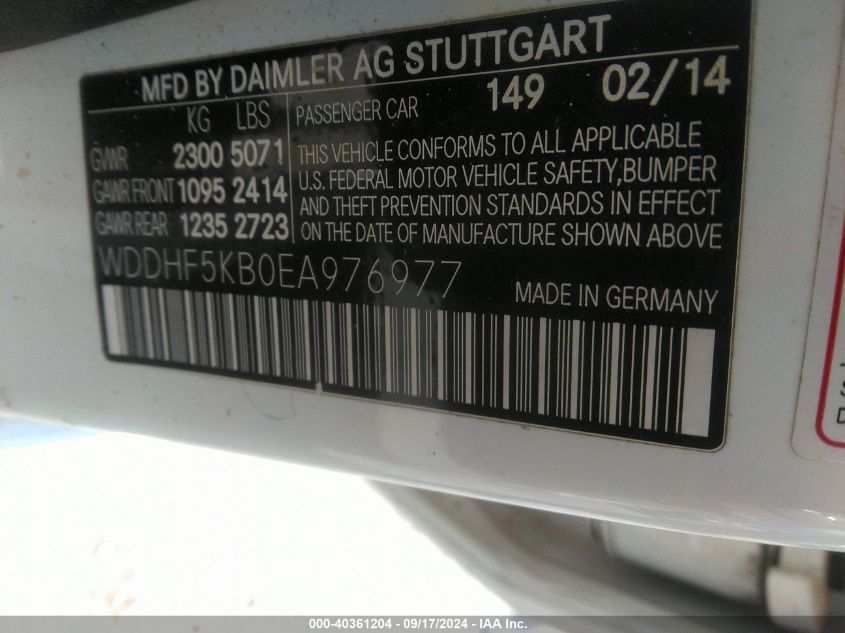 MFD BY DAIMLER AG STUTTGART
KG LBS PASSENGER CAR 149 02/14
GVWR 2300 5071
GAWR FRONT 1095 2414
GAWR REAR 1235 2723
THIS VEHICLE CONFORMS TO ALL APPLICABLE
U.S. FEDERAL MOTOR VEHICLE SAFETY,BUMPER
AND THEFT PREVENTION STANDARDS IN EFFECT
ON THE DATE OF MANUFACTURE SHOWN ABOVE
WDDHF5KB0EA976977
MADE IN GERMANY
000-40361204 - 09/17/2024 - IAA Inc.